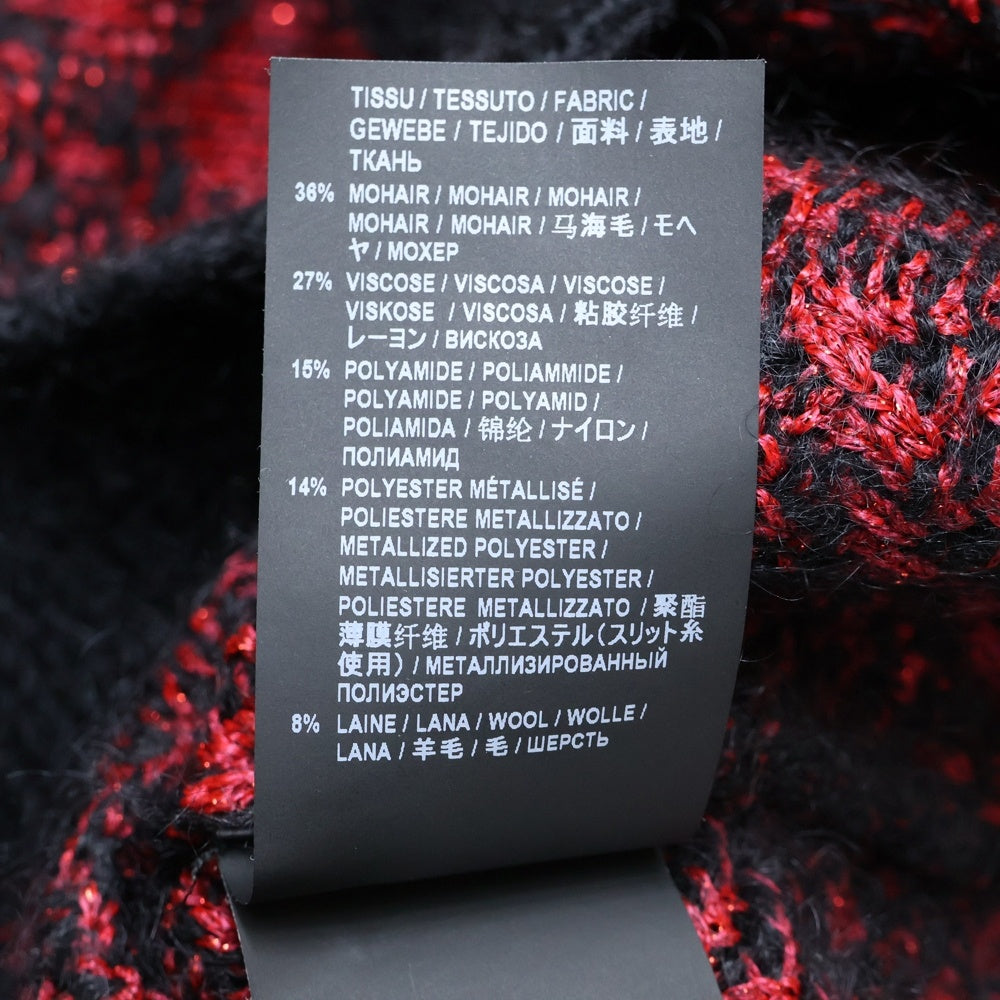 TISSU / TESSUTO / FABRIC /
GEWEBE / TEJIDO / 面料 / 表地 /
ТКАНЬ
36% MOHAIR / MOHAIR / MOHAIR /
MOHAIR / MOHAIR / 马海毛 / モヘ
ヤ / МОХЕР
27% VISCOSE / VISCOSA / VISCOSE /
VISKOSE / VISCOSA / 粘胶纤维 /
レーヨン / ВИСКОЗА
15% POLYAMIDE / POLIAMMIDE /
POLYAMIDE / POLYAMID /
POLIAMIDA / 锦纶 / ナイロン /
ПОЛИАМИД
14% POLYESTER MÉTALLISÉ /
POLIESTERE METALLIZZATO /
METALLIZED POLYESTER /
METALLISIERTER POLYESTER /
POLIESTERE METALLIZZATO / 聚酯
薄膜纤维 / ポリエステル（スリット糸
使用）/ МЕТАЛЛИЗИРОВАННЫЙ
ПОЛИЭСТЕР
8% LAINE / LANA / WOOL / WOLLE /
LANA / 羊毛 / 毛 / ШЕРСТЬ